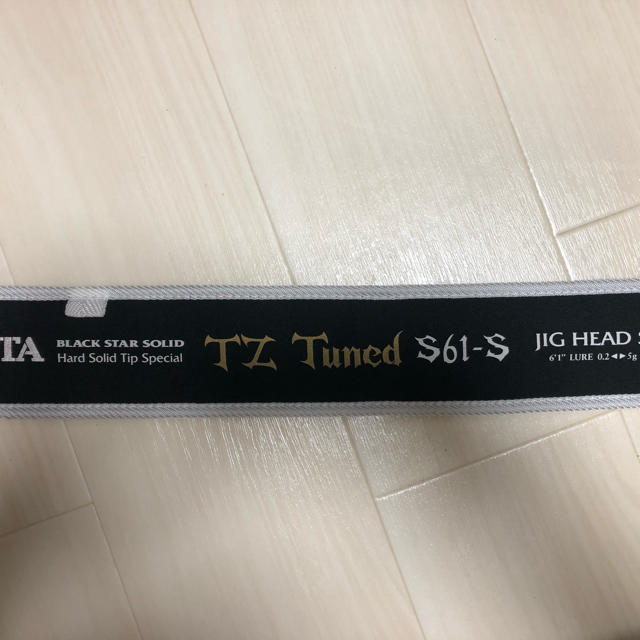 TA
BLACK STAR SOLID
Hard Solid Tip Special
TZ Tuned S61-S
JIG HEAD
6'1" LURE 0.2◄►5g